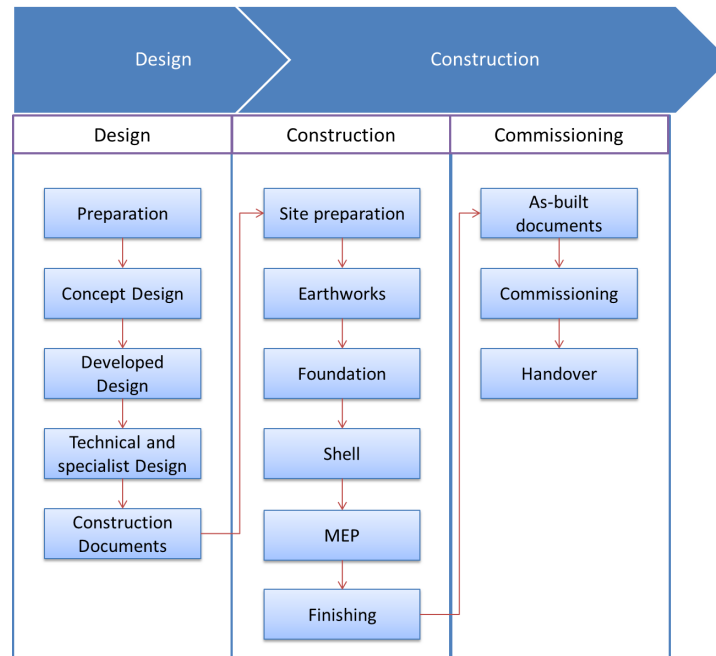 Design
Construction
Design
Construction
Commissioning
Preparation
Concept Design
Developed
Design
Technical and
specialist Design
Construction
Documents
Site preparation
Earthworks
Foundation
Shell
MEP
Finishing
As-built
documents
Commissioning
Handover